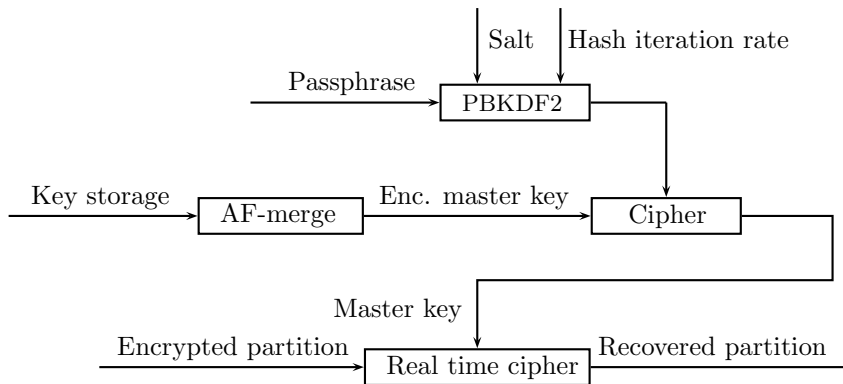 Salt
Hash iteration rate
Passphrase
PBKDF2
Key storage
AF-merge
Enc. master key
Cipher
Master key
Encrypted partition
Real time cipher
Recovered partition